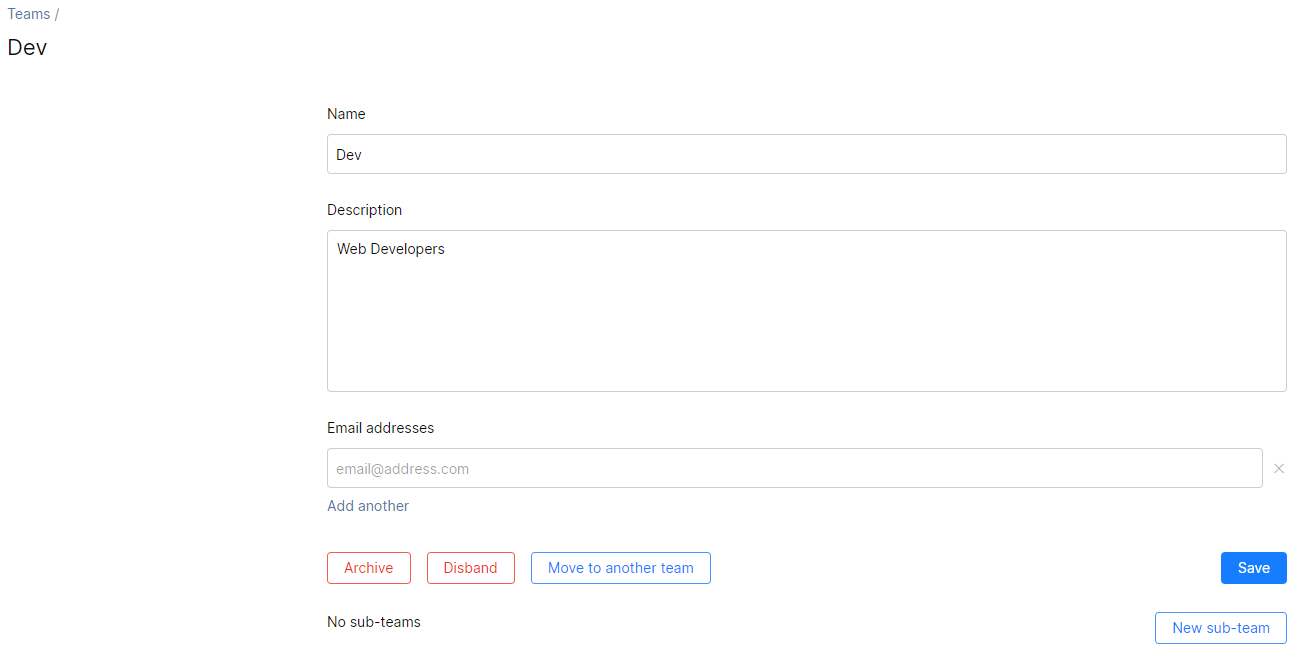 Teams /
Dev
Name
Dev
Description
Web Developers
Email addresses
email@address.com
Add another
Archive Disband Move to another team Save
No sub-teams New sub-team